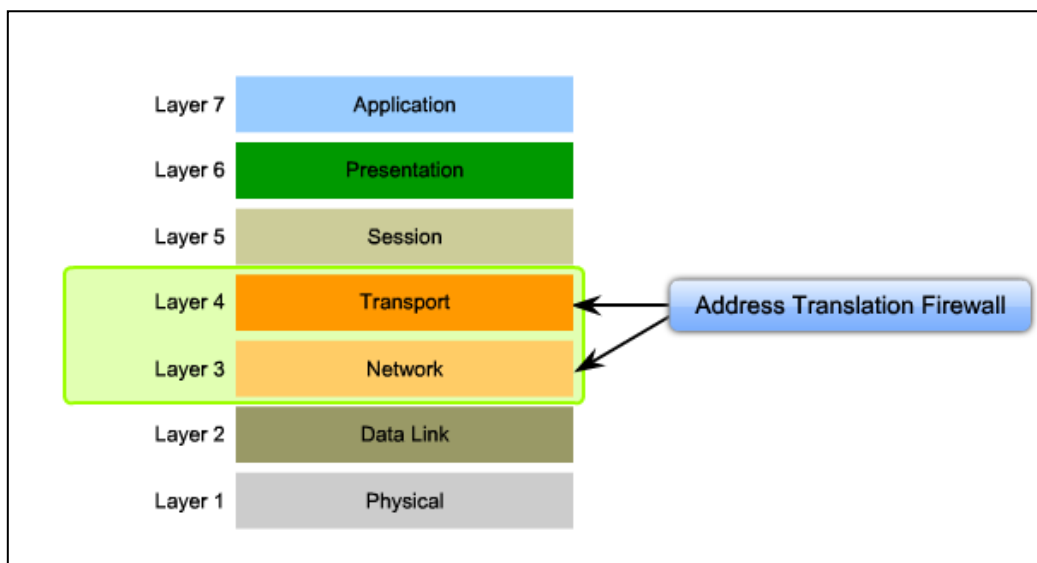 Layer 7 Application
Layer 6 Presentation
Layer 5 Session
Layer 4 Transport
Address Translation Firewall
Layer 3 Network
Layer 2 Data Link
Layer 1 Physical